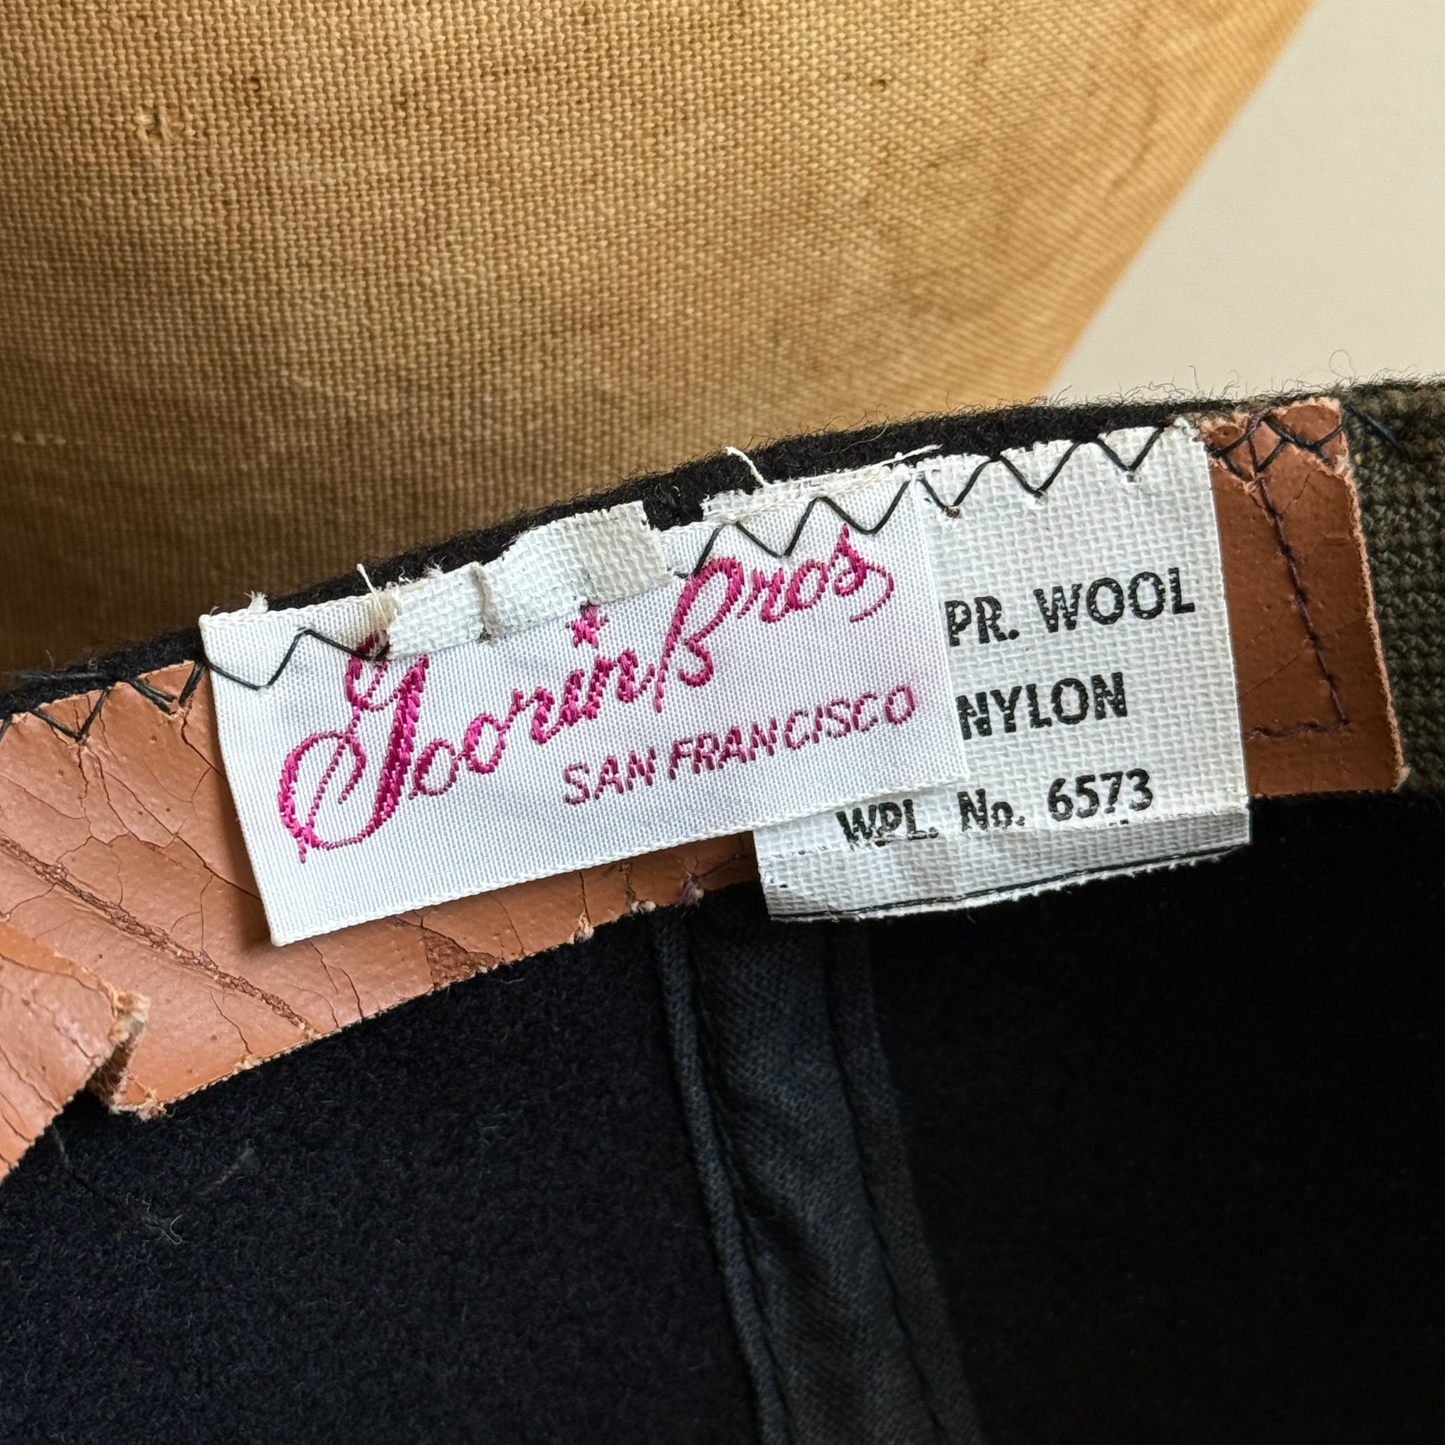 Goorin Bros
SAN FRANCISCO
PR. WOOL
NYLON
WPL. No. 6573